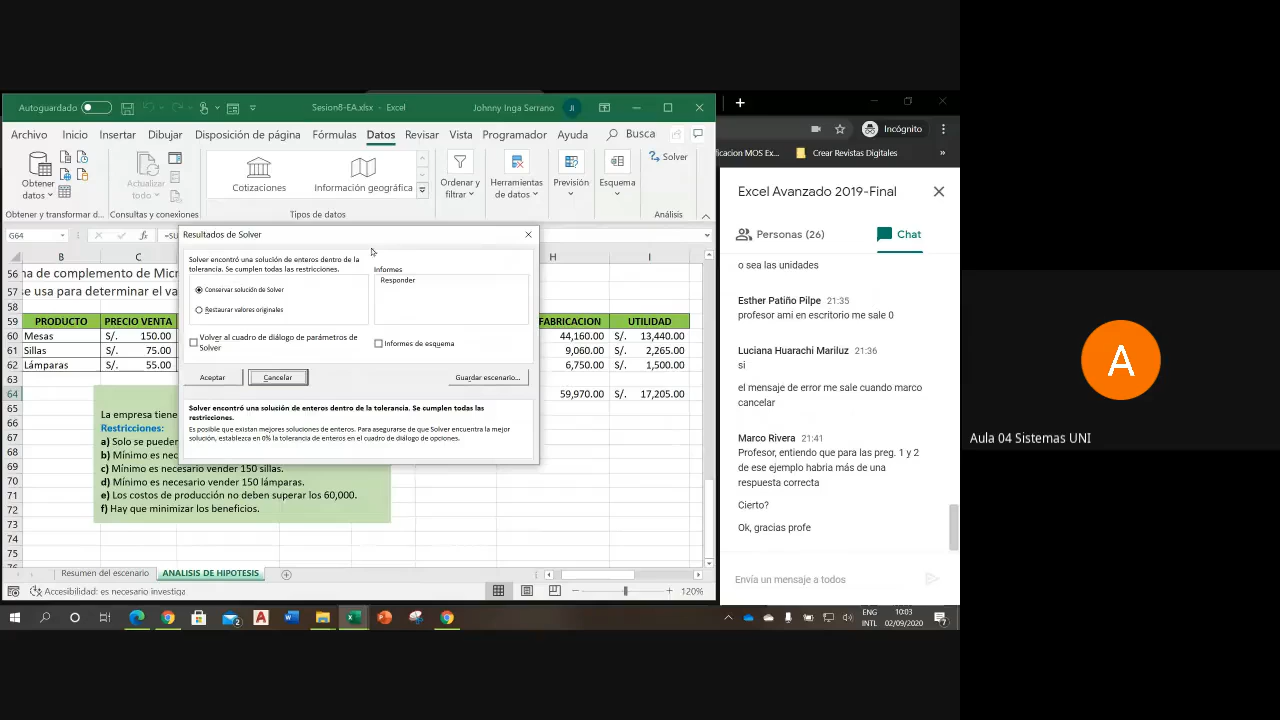 Autoguardado
Sesion8-EA.xlsx - Excel
Johnny Inga Serrano
JI
Archivo Inicio Insertar Dibujar Disposición de página Fórmulas Datos Revisar Vista Programador Ayuda Busca
Obtener datos
Actualizar todo
Cotizaciones
Información geográfica
Ordenar y filtrar
Herramientas de datos
Previsión
Esquema
Solver
Obtener y transformar d...
Consultas y conexiones
Tipos de datos
Análisis
G64
fx
=SU
B C H I
56 na de complemento de Micr
57 e usa para determinar el va
58
59 PRODUCTO PRECIO VENTA FABRICACION UTILIDAD
60 Mesas S/. 150.00 44,160.00 S/. 13,440.00
61 Sillas S/. 75.00 9,060.00 S/. 2,265.00
62 Lámparas S/. 55.00 6,750.00 S/. 1,500.00
63
64 59,970.00 S/. 17,205.00
65
66 La empresa tiene
67 Restricciones:
68 a) Solo se pueden
69 b) Mínimo es nece
c) Mínimo es necesario vender 150 sillas.
70 d) Mínimo es necesario vender 150 lámparas.
71 e) Los costos de producción no deben superar los 60,000.
72 f) Hay que minimizar los beneficios.
73
74
75
76
Resultados de Solver
Solver encontró una solución de enteros dentro de la
tolerancia. Se cumplen todas las restricciones.
Conservar solución de Solver
Restaurar valores originales
Informes
Responder
Volver al cuadro de diálogo de parámetros de
Solver
Informes de esquema
Aceptar
Cancelar
Guardar escenario...
Solver encontró una solución de enteros dentro de la tolerancia. Se cumplen todas las
restricciones.
Es posible que existan mejores soluciones de enteros. Para asegurarse de que Solver encuentra la mejor
solución, establezca en 0% la tolerancia de enteros en el cuadro de diálogo de opciones.
Resumen del escenario
ANALISIS DE HIPOTESIS
Accesibilidad: es necesario investiga
120%
Incógnito
ificacion MOS Ex...
Crear Revistas Digitales
»
Excel Avanzado 2019-Final
Personas (26)
Chat
o sea las unidades
Esther Patiño Pilpe 21:35
profesor ami en escritorio me sale 0
Luciana Huarachi Mariluz 21:36
si
el mensaje de error me sale cuando marco
cancelar
Marco Rivera 21:41
Profesor, entiendo que para las preg. 1 y 2
de ese ejemplo habria más de una
respuesta correcta
Cierto?
Ok, gracias profe
Envía un mensaje a todos
ENG
INTL
10:03
02/09/2020
A
Aula 04 Sistemas UNI